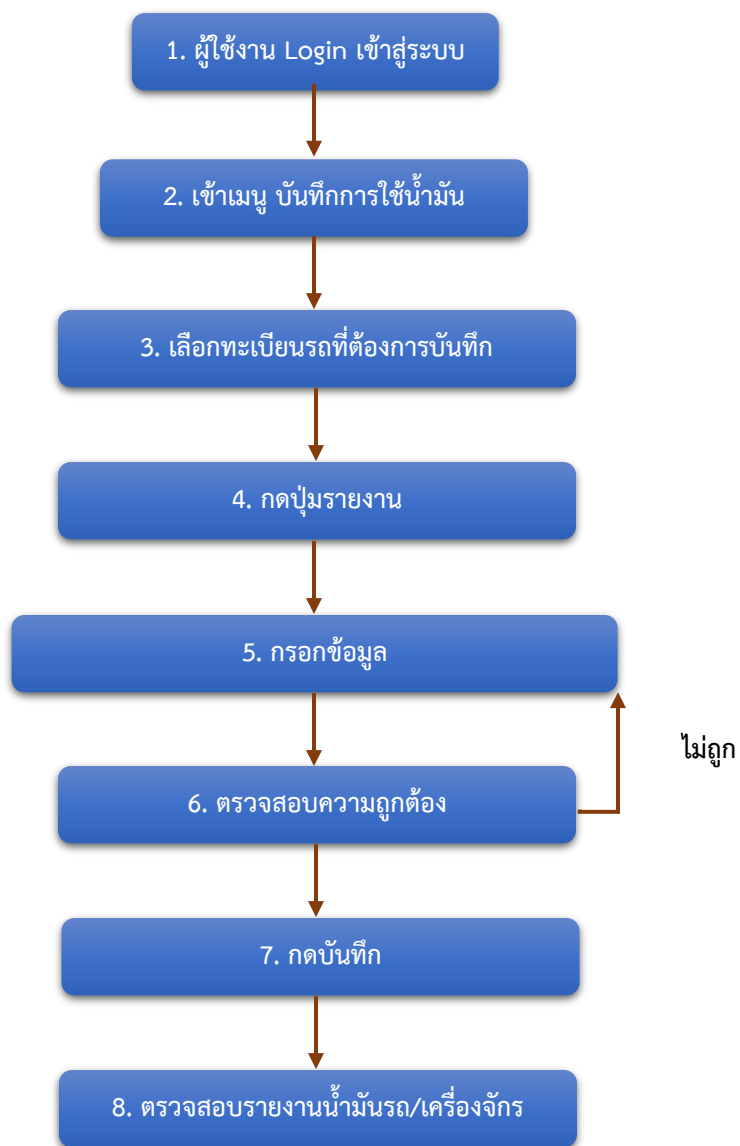 1. ผู้ใช้งาน Login เข้าสู่ระบบ
2. เข้าเมนู บันทึกการใช้น้ำมัน
3. เลือกทะเบียนรถที่ต้องการบันทึก
4. กดปุ่มรายงาน
5. กรอกข้อมูล
ไม่ถูก
6. ตรวจสอบความถูกต้อง
7. กดบันทึก
8. ตรวจสอบรายงานน้ำมันรถ/เครื่องจักร